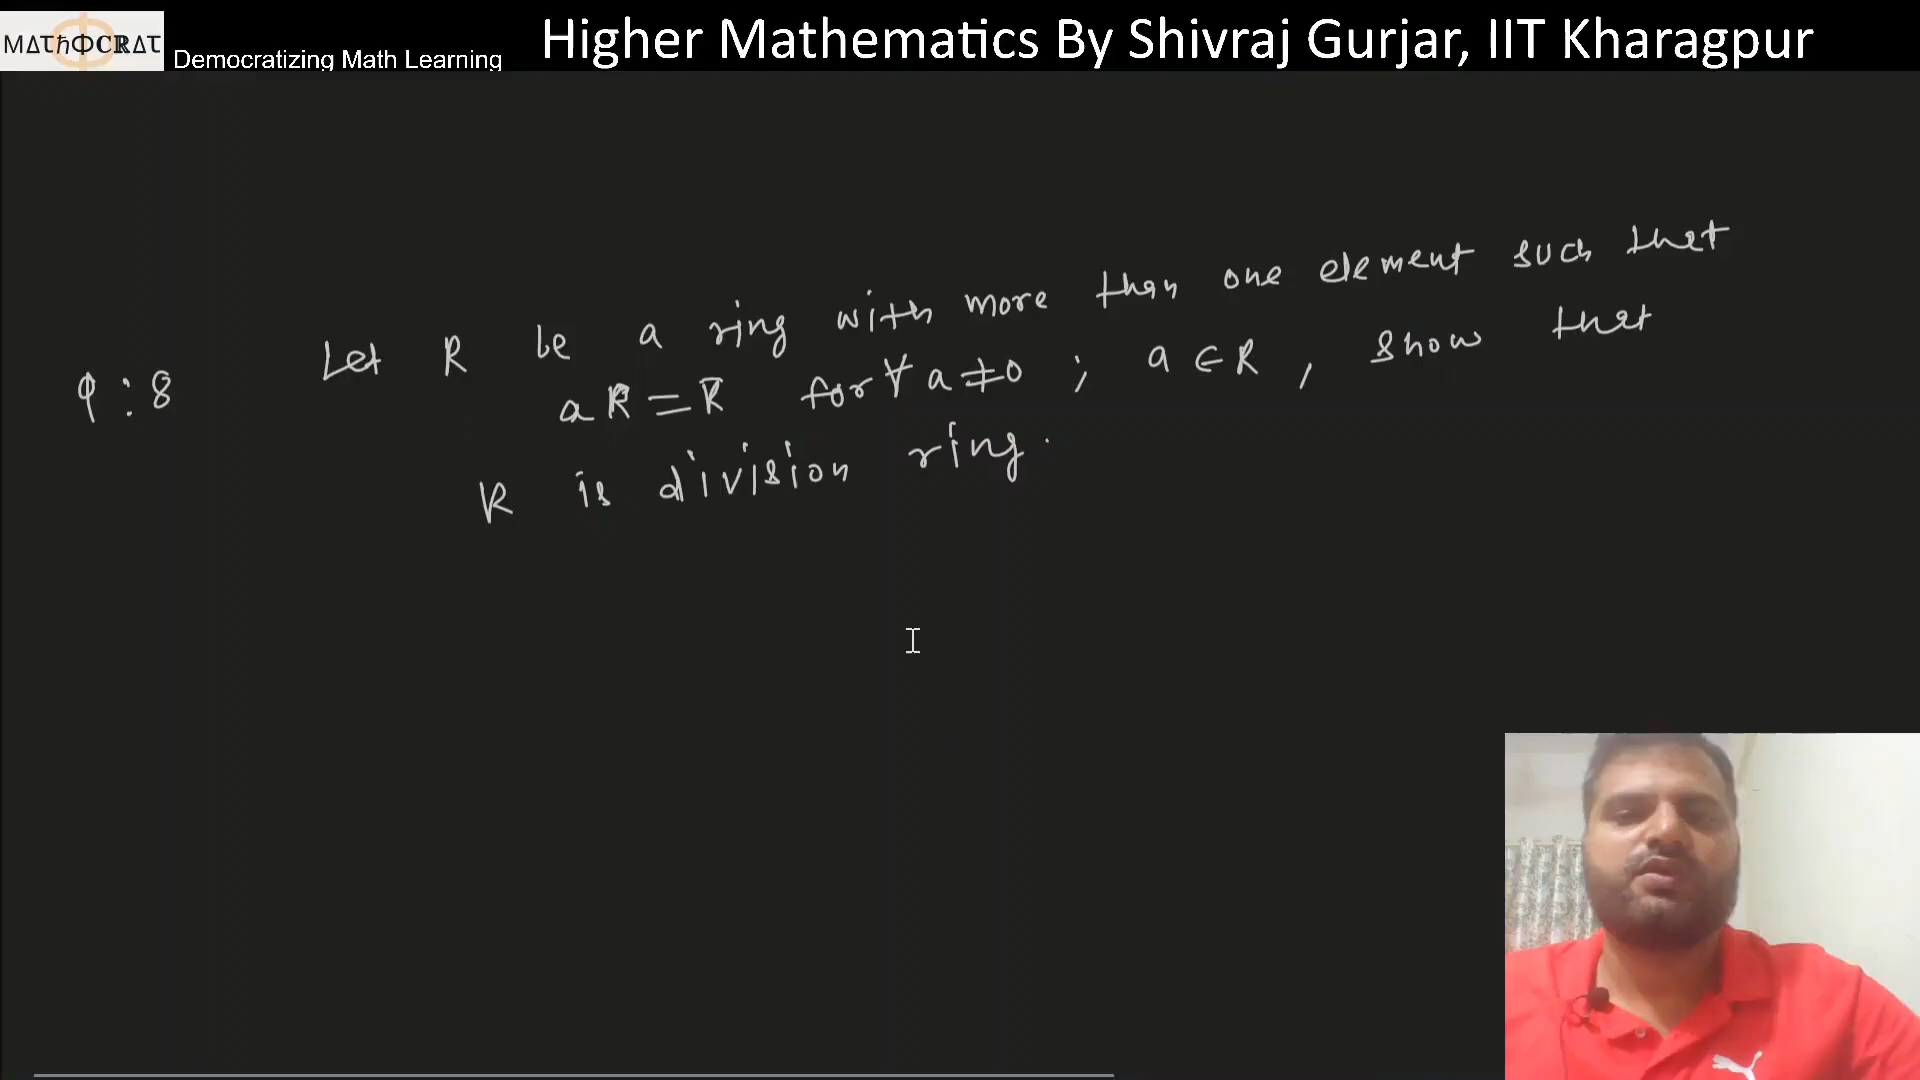 MΔTℏΦCRΔT
Democratizing Math Learning
Higher Mathematics By Shivraj Gurjar, IIT Kharagpur
Q:8 Let R be a ring with more than one element such that
aR = R for ∀ a ≠ 0 ; a ∈ R , show that
R is division ring.